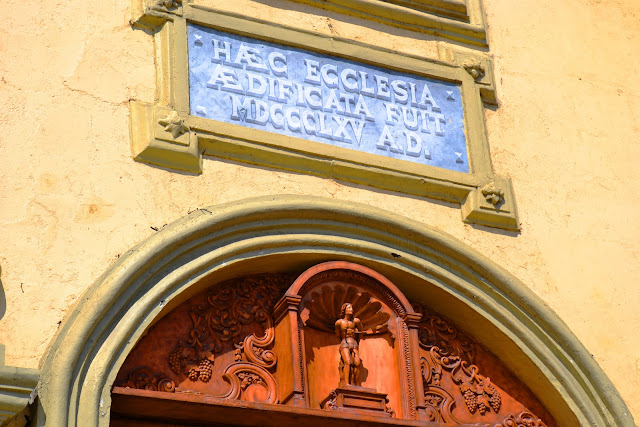 HÆC ECCLESIA
ÆDIFICATA FUIT
MDCCCLXV A.D.